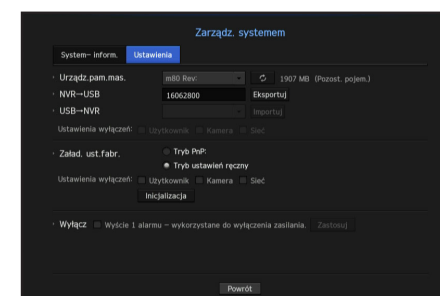 Zarządz. systemem
System- inform. Ustawienia
Urządz.pam.mas. m80 Rev: 1907 MB (Pozost. pojem.)
NVR→USB 16062800 Eksportuj
USB→NVR Importuj
Ustawienia wyłączeń: Użytkownik Kamera Sieć
Załad. ust.fabr. Tryb PnP:
Tryb ustawień ręczny
Ustawienia wyłączeń: Użytkownik Kamera Sieć
Inicjalizacja
Wyłącz Wyście 1 alarmu – wykorzystane do wyłączenia zasilania. Zastosuj
Powrót